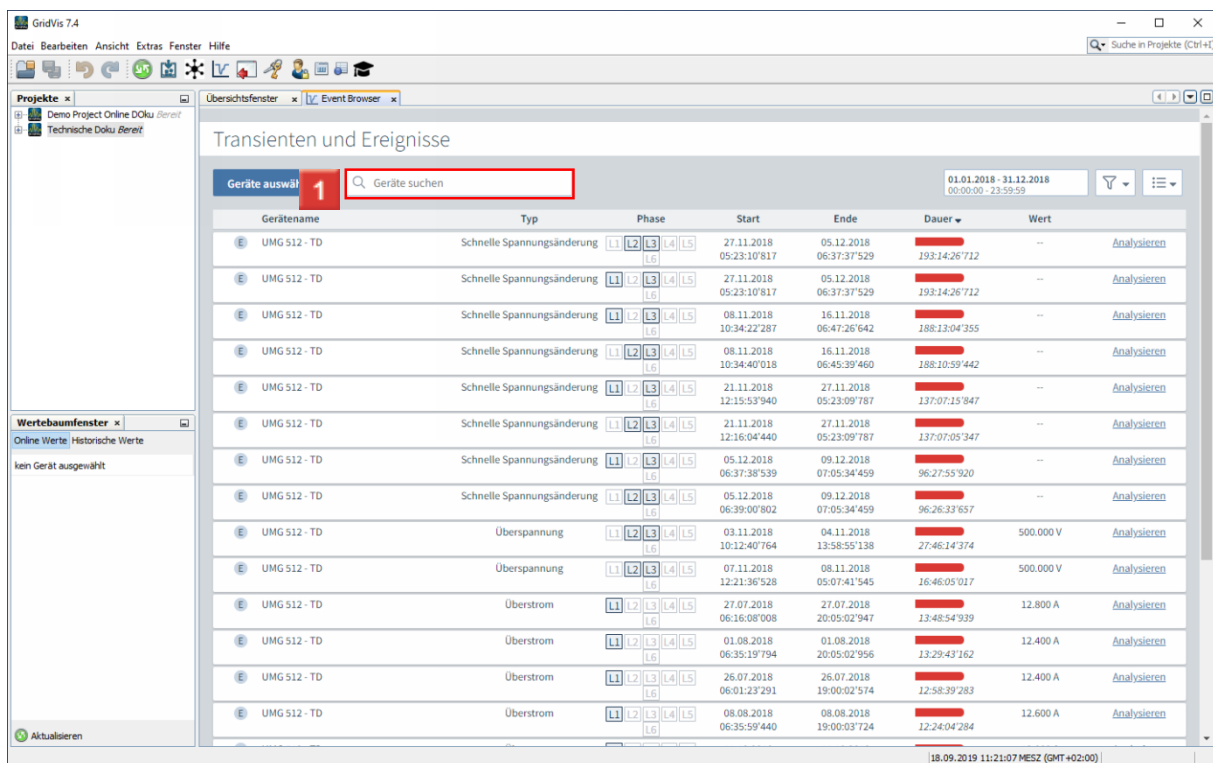 GridVis 7.4
Datei Bearbeiten Ansicht Extras Fenster Hilfe
Suche in Projekte (Ctrl+I)
Projekte
Demo Project Online DOku Bereit
Technische Doku Bereit
Übersichtsfenster Event Browser
Transienten und Ereignisse
Geräte auswäh 1 Geräte suchen
01.01.2018 - 31.12.2018
00:00:00 - 23:59:59
Gerätename Typ Phase Start Ende Dauer Wert
E UMG 512 - TD Schnelle Spannungsänderung L1 L2 L3 L4 L5 27.11.2018 05.12.2018 -- Analysieren
L6 05:23:10'817 06:37:37'529 193:14:26'712
E UMG 512 - TD Schnelle Spannungsänderung L1 L2 L3 L4 L5 27.11.2018 05.12.2018 -- Analysieren
L6 05:23:10'817 06:37:37'529 193:14:26'712
E UMG 512 - TD Schnelle Spannungsänderung L1 L2 L3 L4 L5 08.11.2018 16.11.2018 -- Analysieren
L6 10:34:22'287 06:47:26'642 188:13:04'355
E UMG 512 - TD Schnelle Spannungsänderung L1 L2 L3 L4 L5 08.11.2018 16.11.2018 -- Analysieren
L6 10:34:40'018 06:45:39'460 188:10:59'442
E UMG 512 - TD Schnelle Spannungsänderung L1 L2 L3 L4 L5 21.11.2018 27.11.2018 -- Analysieren
L6 12:15:53'940 05:23:09'787 137:07:15'847
E UMG 512 - TD Schnelle Spannungsänderung L1 L2 L3 L4 L5 21.11.2018 27.11.2018 -- Analysieren
L6 12:16:04'440 05:23:09'787 137:07:05'347
E UMG 512 - TD Schnelle Spannungsänderung L1 L2 L3 L4 L5 05.12.2018 09.12.2018 -- Analysieren
L6 06:37:38'539 07:05:34'459 96:27:55'920
E UMG 512 - TD Schnelle Spannungsänderung L1 L2 L3 L4 L5 05.12.2018 09.12.2018 -- Analysieren
L6 06:39:00'802 07:05:34'459 96:26:33'657
E UMG 512 - TD Überspannung L1 L2 L3 L4 L5 03.11.2018 04.11.2018 500.000 V Analysieren
L6 10:12:40'764 13:58:55'138 27:46:14'374
E UMG 512 - TD Überspannung L1 L2 L3 L4 L5 07.11.2018 08.11.2018 500.000 V Analysieren
L6 12:21:36'528 05:07:41'545 16:46:05'017
E UMG 512 - TD Überstrom L1 L2 L3 L4 L5 27.07.2018 27.07.2018 12.800 A Analysieren
L6 06:16:08'008 20:05:02'947 13:48:54'939
E UMG 512 - TD Überstrom L1 L2 L3 L4 L5 01.08.2018 01.08.2018 12.400 A Analysieren
L6 06:35:19'794 20:05:02'956 13:29:43'162
E UMG 512 - TD Überstrom L1 L2 L3 L4 L5 26.07.2018 26.07.2018 12.400 A Analysieren
L6 06:01:23'291 19:00:02'574 12:58:39'283
E UMG 512 - TD Überstrom L1 L2 L3 L4 L5 08.08.2018 08.08.2018 12.600 A Analysieren
L6 06:35:59'440 19:00:03'724 12:24:04'284
Wertebaumfenster
Online Werte Historische Werte
kein Gerät ausgewählt
Aktualisieren
18.09.2019 11:21:07 MESZ (GMT+02:00)